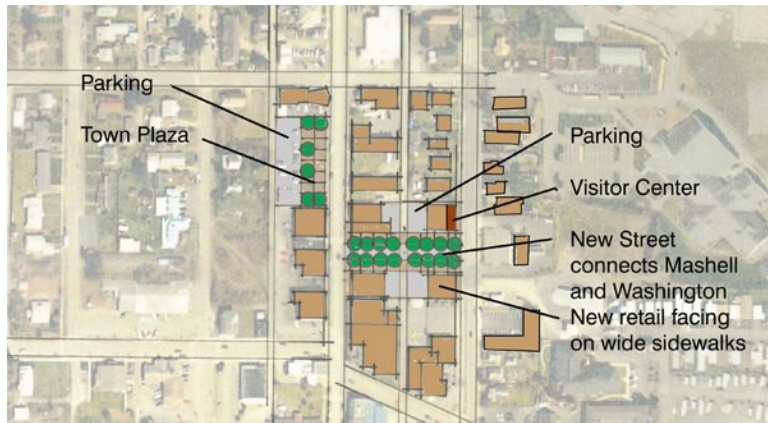 Parking
Town Plaza
Parking
Visitor Center
New Street
connects Mashell
and Washington
New retail facing
on wide sidewalks